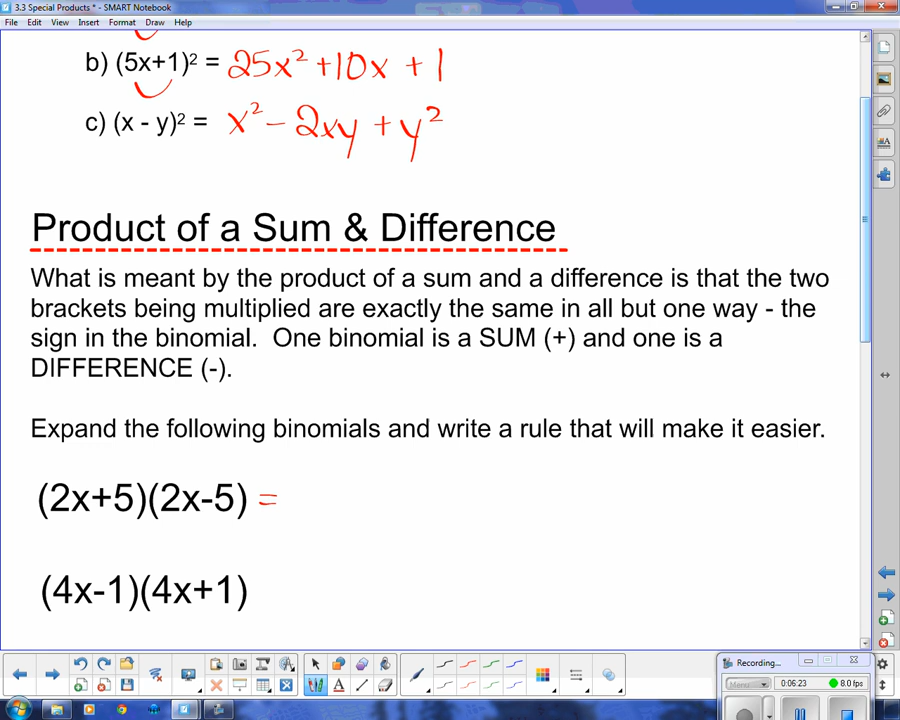 3.3 Special Products * - SMART Notebook
File Edit View Insert Format Draw Help
b) (5x+1)² = 25x² + 10x + 1
c) (x - y)² = x² - 2xy + y²
Product of a Sum & Difference
What is meant by the product of a sum and a difference is that the two
brackets being multiplied are exactly the same in all but one way - the
sign in the binomial. One binomial is a SUM (+) and one is a
DIFFERENCE (-).
Expand the following binomials and write a rule that will make it easier.
(2x+5)(2x-5) =
(4x-1)(4x+1)
Recording...
Menu 0:06:23 8.0 fps